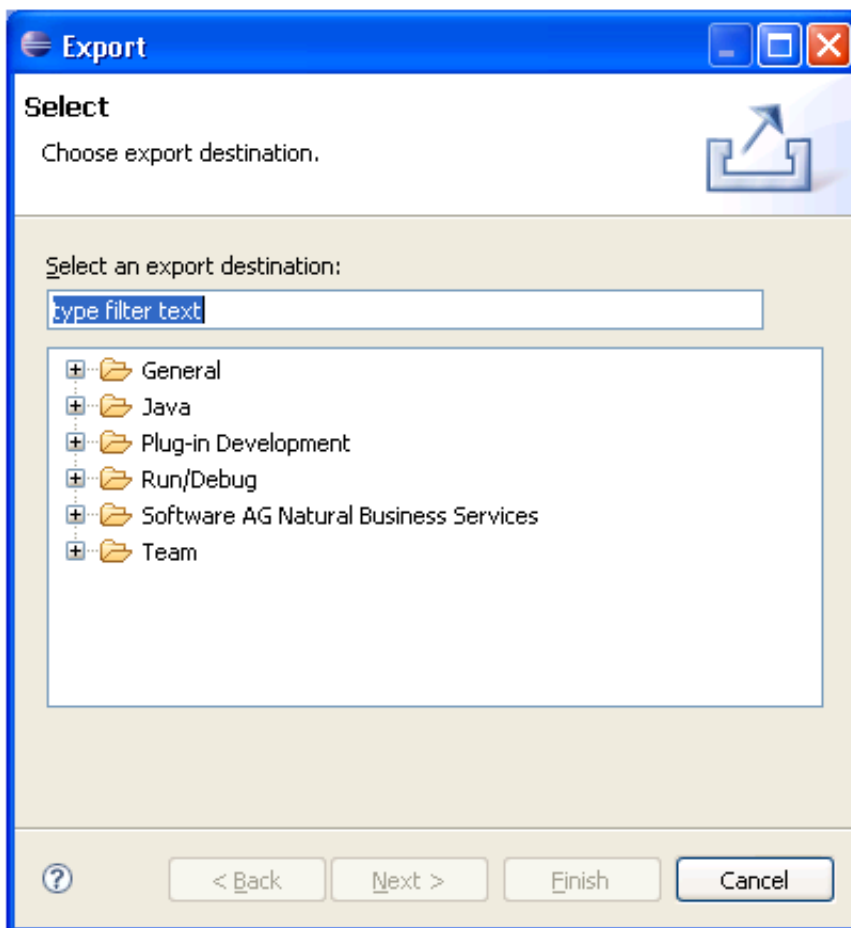 Export
Select
Choose export destination.
Select an export destination:
type filter text
General
Java
Plug-in Development
Run/Debug
Software AG Natural Business Services
Team
? < Back Next > Finish Cancel